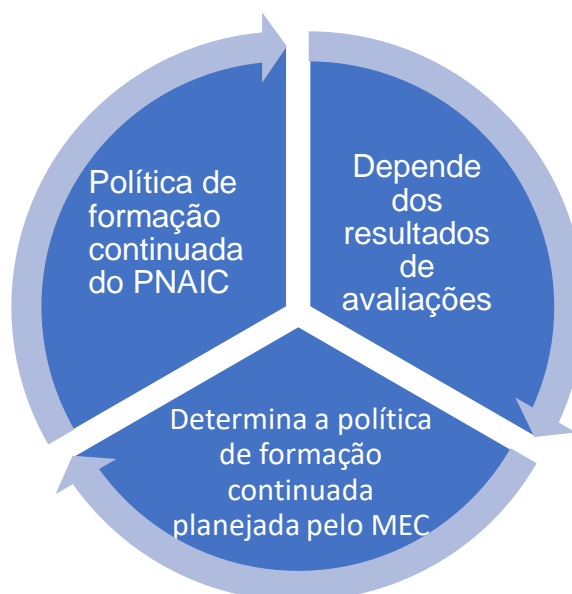 Política de
formação
continuada
do PNAIC
Depende
dos
resultados
de
avaliações
Determina a política
de formação
continuada
planejada pelo MEC